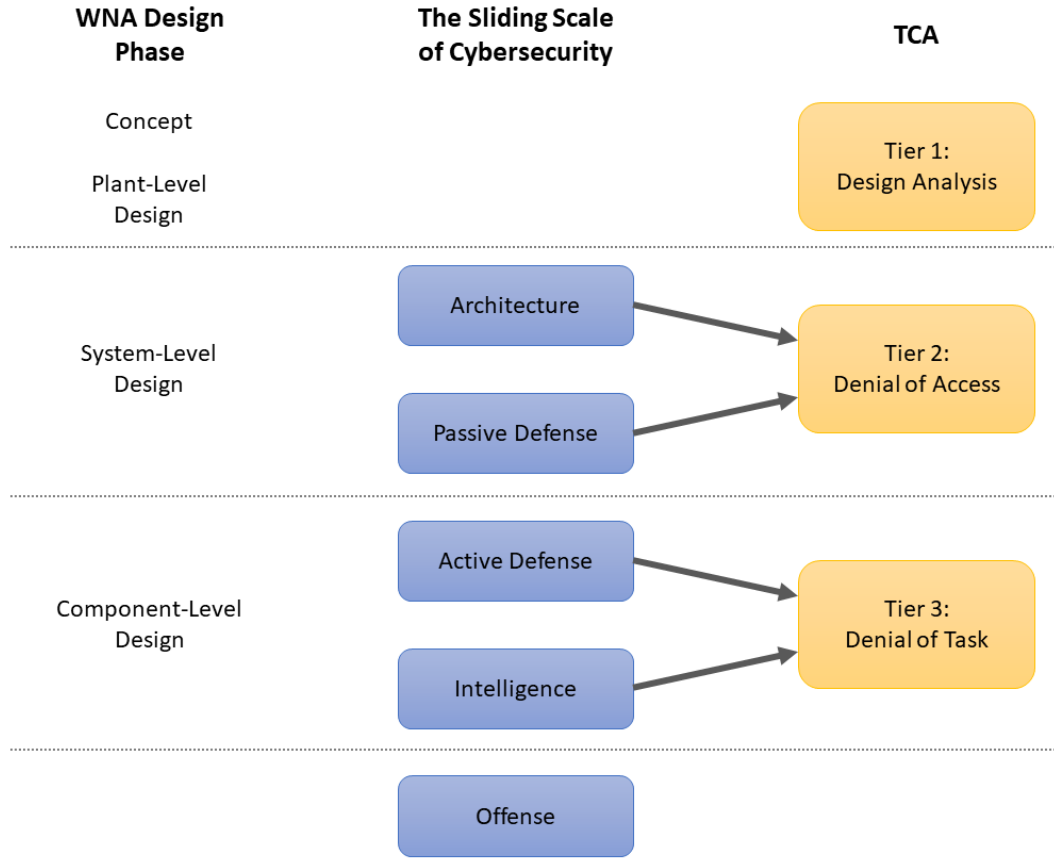 WNA Design
Phase
The Sliding Scale
of Cybersecurity
TCA
Concept
Plant-Level
Design
Tier 1:
Design Analysis
System-Level
Design
Architecture
Passive Defense
Tier 2:
Denial of Access
Component-Level
Design
Active Defense
Intelligence
Tier 3:
Denial of Task
Offense